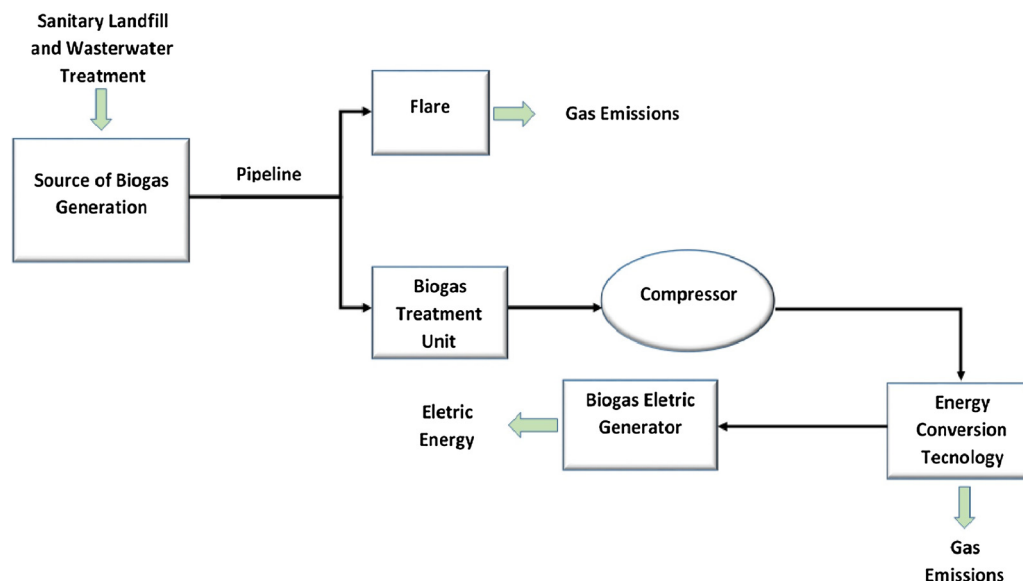 Sanitary Landfill
and Wasterwater
Treatment
Source of Biogas
Generation
Pipeline
Flare
Gas Emissions
Biogas
Treatment
Unit
Compressor
Energy
Conversion
Tecnology
Biogas Eletric
Generator
Eletric
Energy
Gas
Emissions